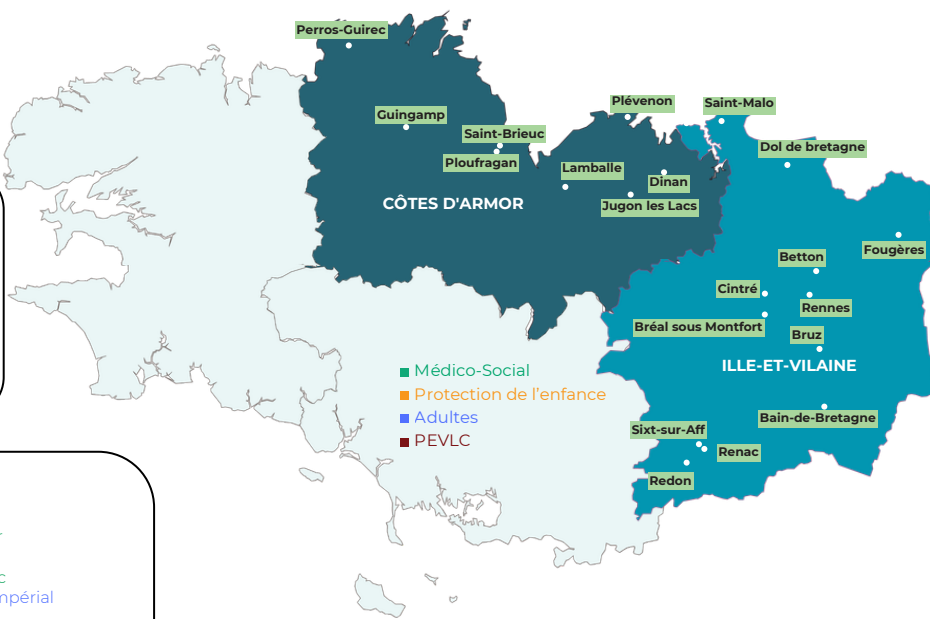 Perros-Guirec
Plévenon
Saint-Malo
Guingamp
Saint-Brieuc
Dol de bretagne
Ploufragan
Lamballe
Dinan
CÔTES D'ARMOR
Jugon les Lacs
Fougères
Betton
Cintré
Rennes
Bréal sous Montfort
Bruz
ILLE-ET-VILAINE
Médico-Social
Protection de l'enfance
Adultes
PEVLC
Bain-de-Bretagne
Sixt-sur-Aff
Renac
Redon